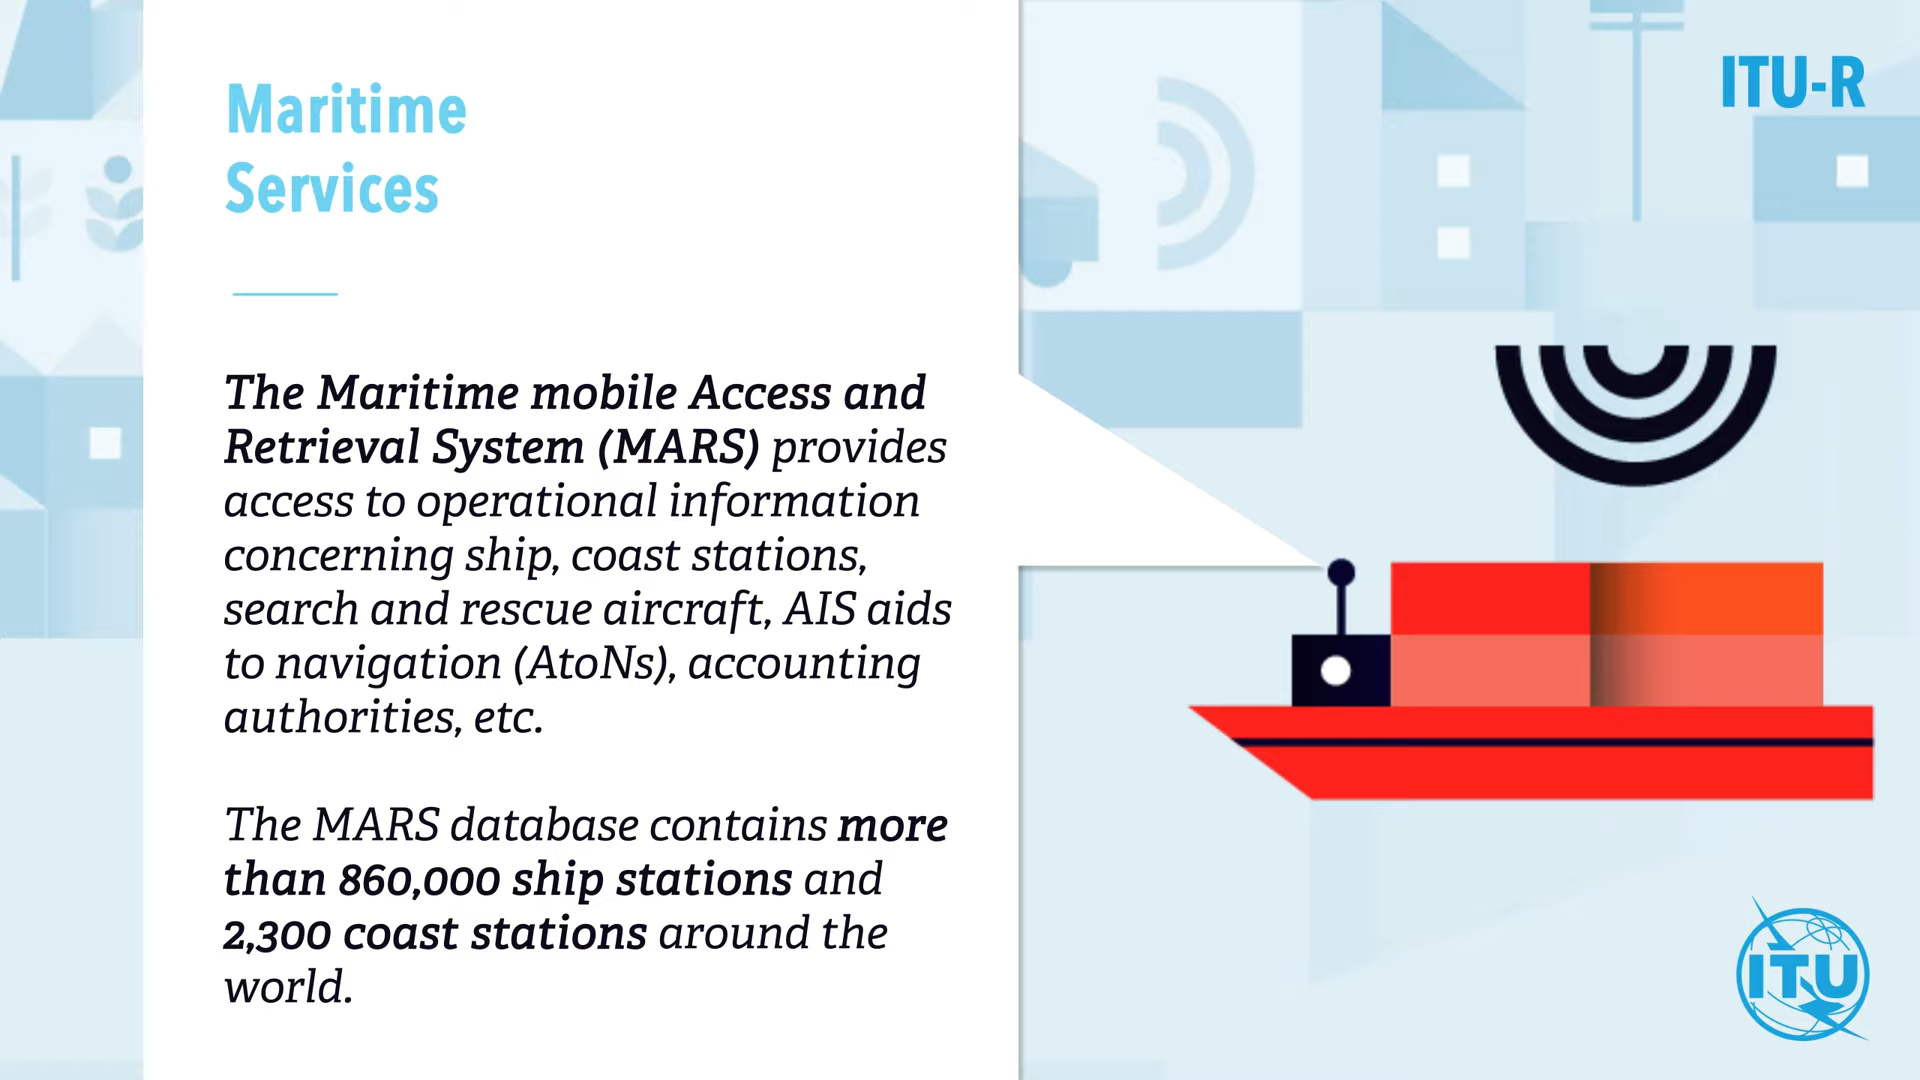 Maritime
Services
ITU-R
The Maritime mobile Access and
Retrieval System (MARS) provides
access to operational information
concerning ship, coast stations,
search and rescue aircraft, AIS aids
to navigation (AtoNs), accounting
authorities, etc.
The MARS database contains more
than 860,000 ship stations and
2,300 coast stations around the
world.
ITU